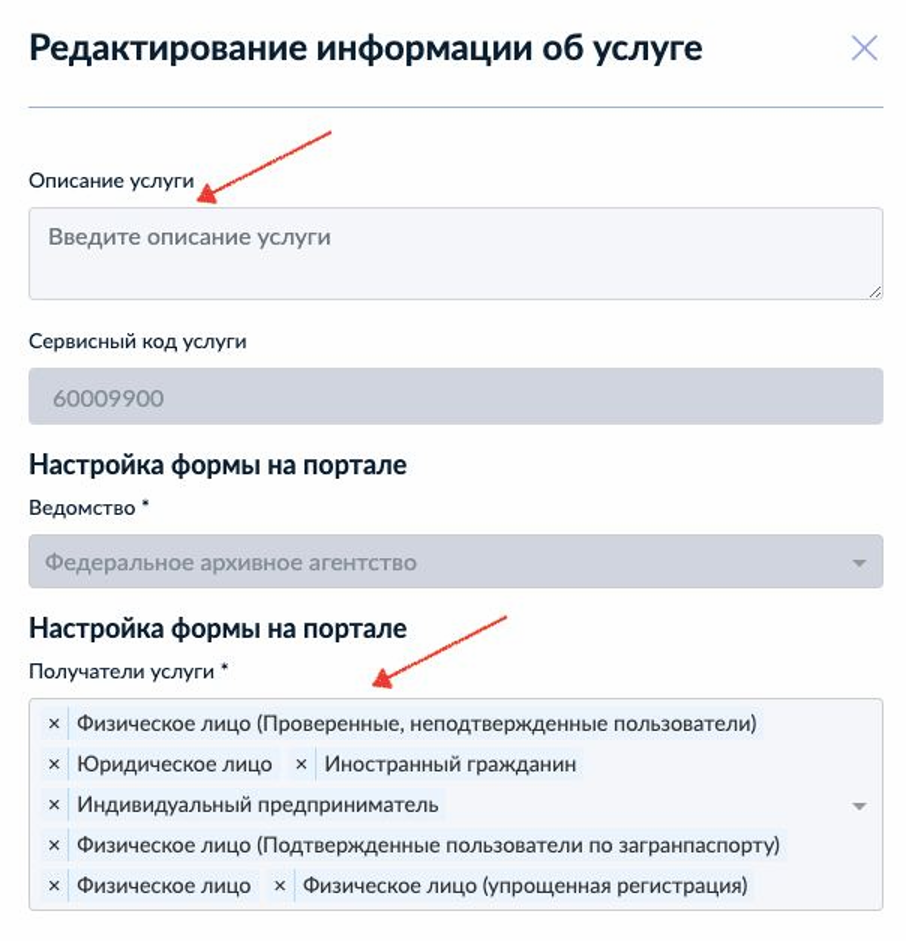 Редактирование информации об услуге
Описание услуги
Введите описание услуги
Сервисный код услуги
60009900
Настройка формы на портале
Ведомство *
Федеральное архивное агентство
Настройка формы на портале
Получатели услуги *
× Физическое лицо (Проверенные, неподтвержденные пользователи)
× Юридическое лицо × Иностранный гражданин
× Индивидуальный предприниматель
× Физическое лицо (Подтвержденные пользователи по загранпаспорту)
× Физическое лицо × Физическое лицо (упрощенная регистрация)